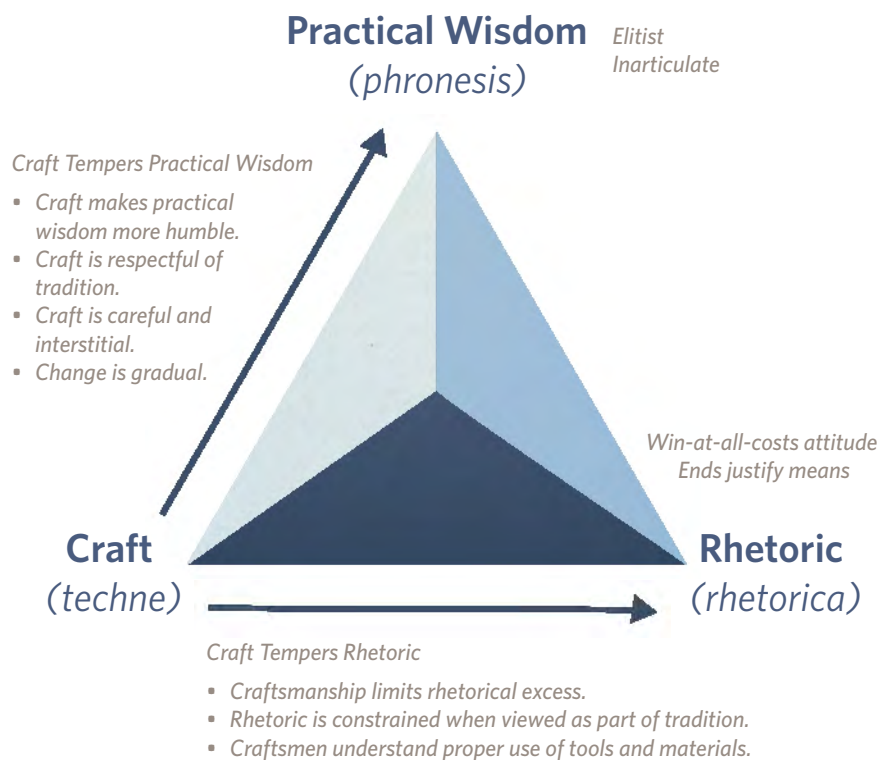 Practical Wisdom
(phronesis)
Elitist
Inarticulate
Craft Tempers Practical Wisdom
• Craft makes practical
wisdom more humble.
• Craft is respectful of
tradition.
• Craft is careful and
interstitial.
• Change is gradual.
Win-at-all-costs attitude
Ends justify means
Craft
(techne)
Rhetoric
(rhetorica)
Craft Tempers Rhetoric
• Craftsmanship limits rhetorical excess.
• Rhetoric is constrained when viewed as part of tradition.
• Craftsmen understand proper use of tools and materials.